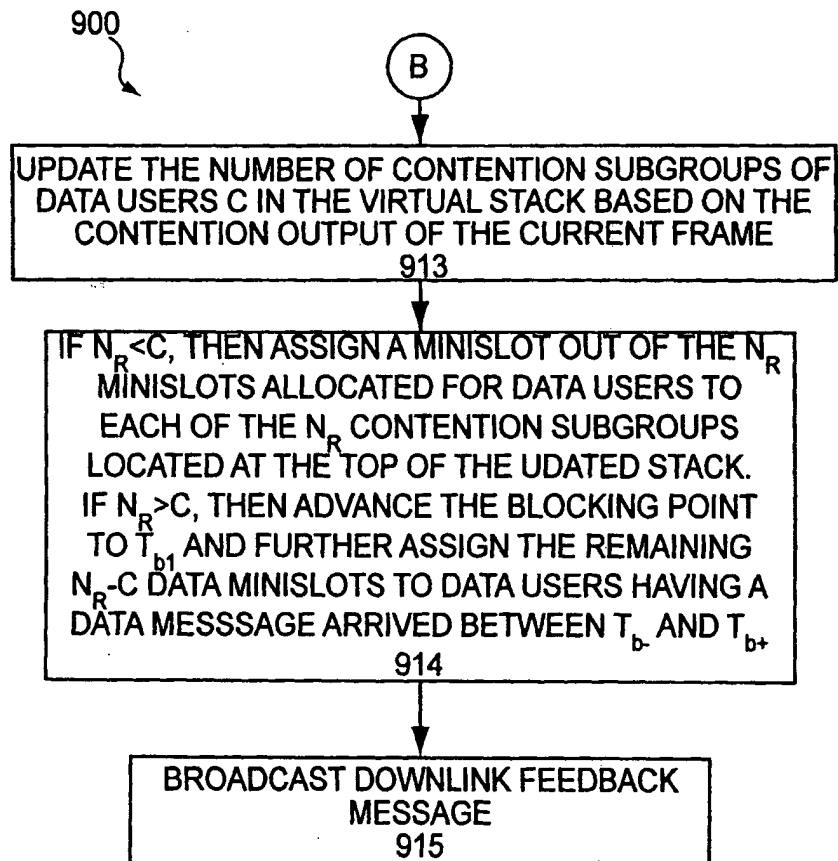 900
B
UPDATE THE NUMBER OF CONTENTION SUBGROUPS OF
DATA USERS C IN THE VIRTUAL STACK BASED ON THE
CONTENTION OUTPUT OF THE CURRENT FRAME
913
IF N_R<C, THEN ASSIGN A MINISLOT OUT OF THE N_R
MINISLOTS ALLOCATED FOR DATA USERS TO
EACH OF THE N_R CONTENTION SUBGROUPS
LOCATED AT THE TOP OF THE UDATED STACK.
IF N_R>C, THEN ADVANCE THE BLOCKING POINT
TO T_b1 AND FURTHER ASSIGN THE REMAINING
N_R-C DATA MINISLOTS TO DATA USERS HAVING A
DATA MESSSAGE ARRIVED BETWEEN T_b- AND T_b+
914
BROADCAST DOWNLINK FEEDBACK
MESSAGE
915